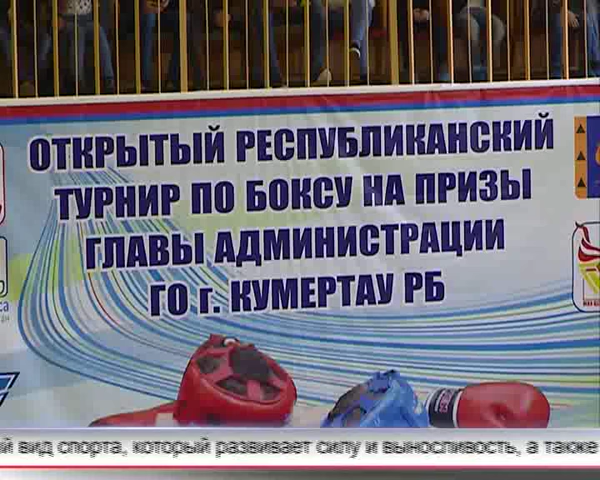 ОТКРЫТЫЙ РЕСПУБЛИКАНСКИЙ
ТУРНИР ПО БОКСУ НА ПРИЗЫ
ГЛАВЫ АДМИНИСТРАЦИИ
ГО г. КУМЕРТАУ РБ
й вид спорта, который развивает силу и выносливость, а также